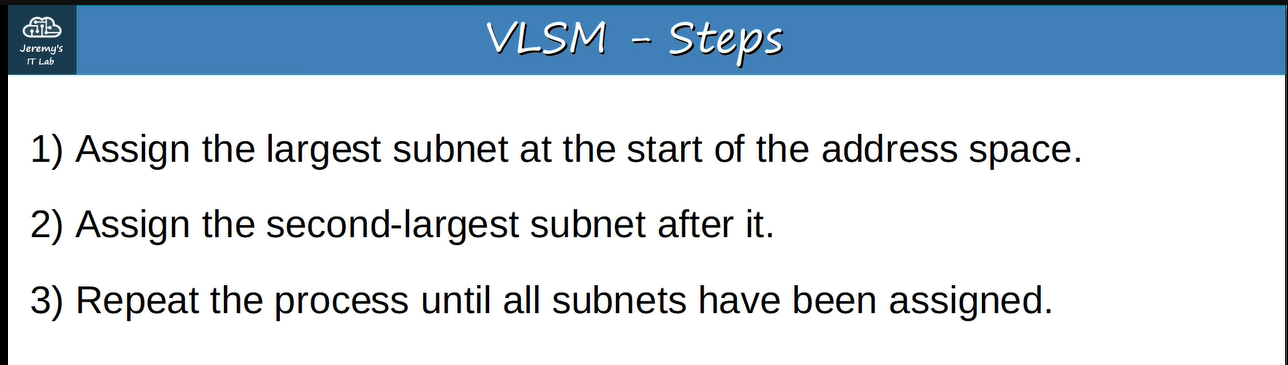 Jeremy's
IT Lab
VLSM - Steps
1) Assign the largest subnet at the start of the address space.
2) Assign the second-largest subnet after it.
3) Repeat the process until all subnets have been assigned.